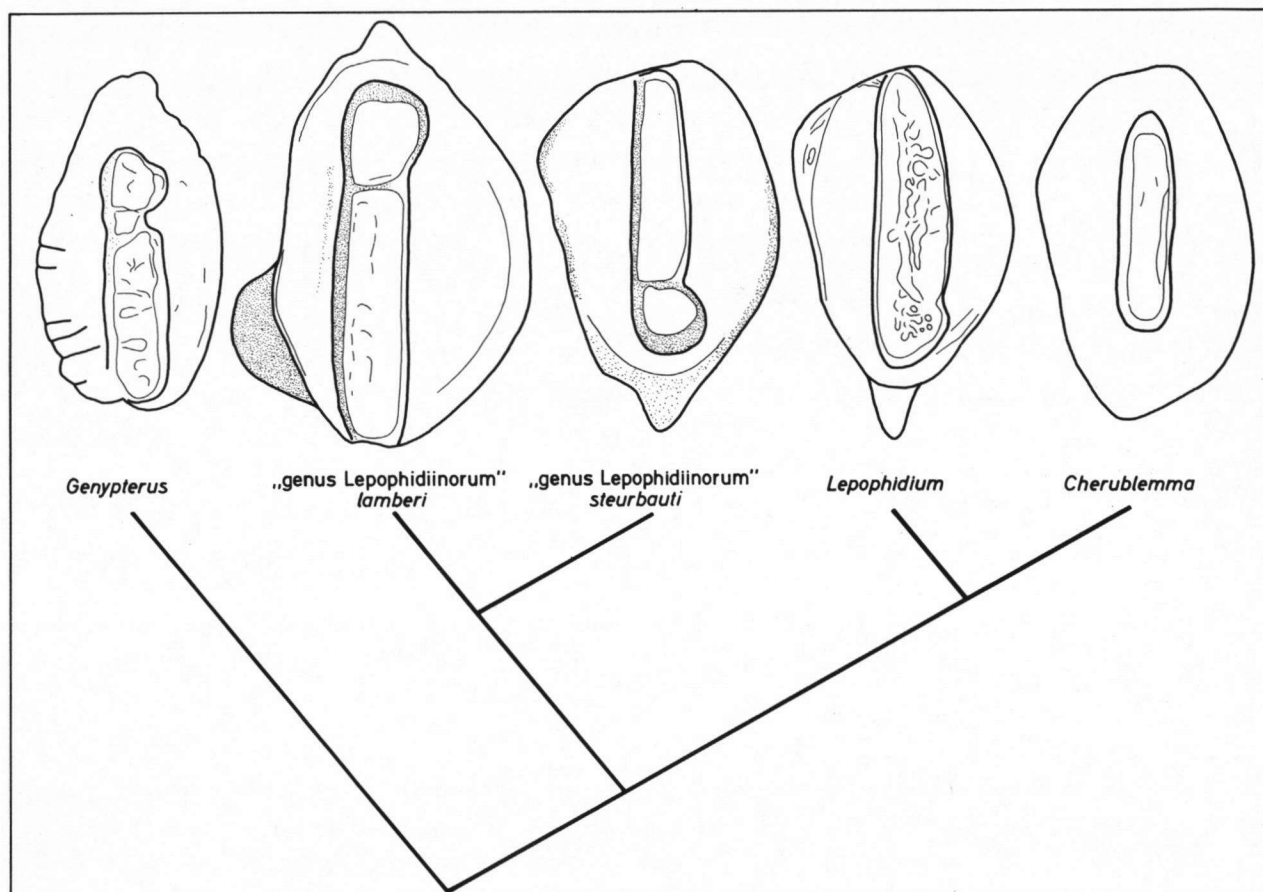 Genypterus
„genus Lepophidiinorum"
lamberi
„genus Lepophidiinorum"
steurbauti
Lepophidium
Cherublemma